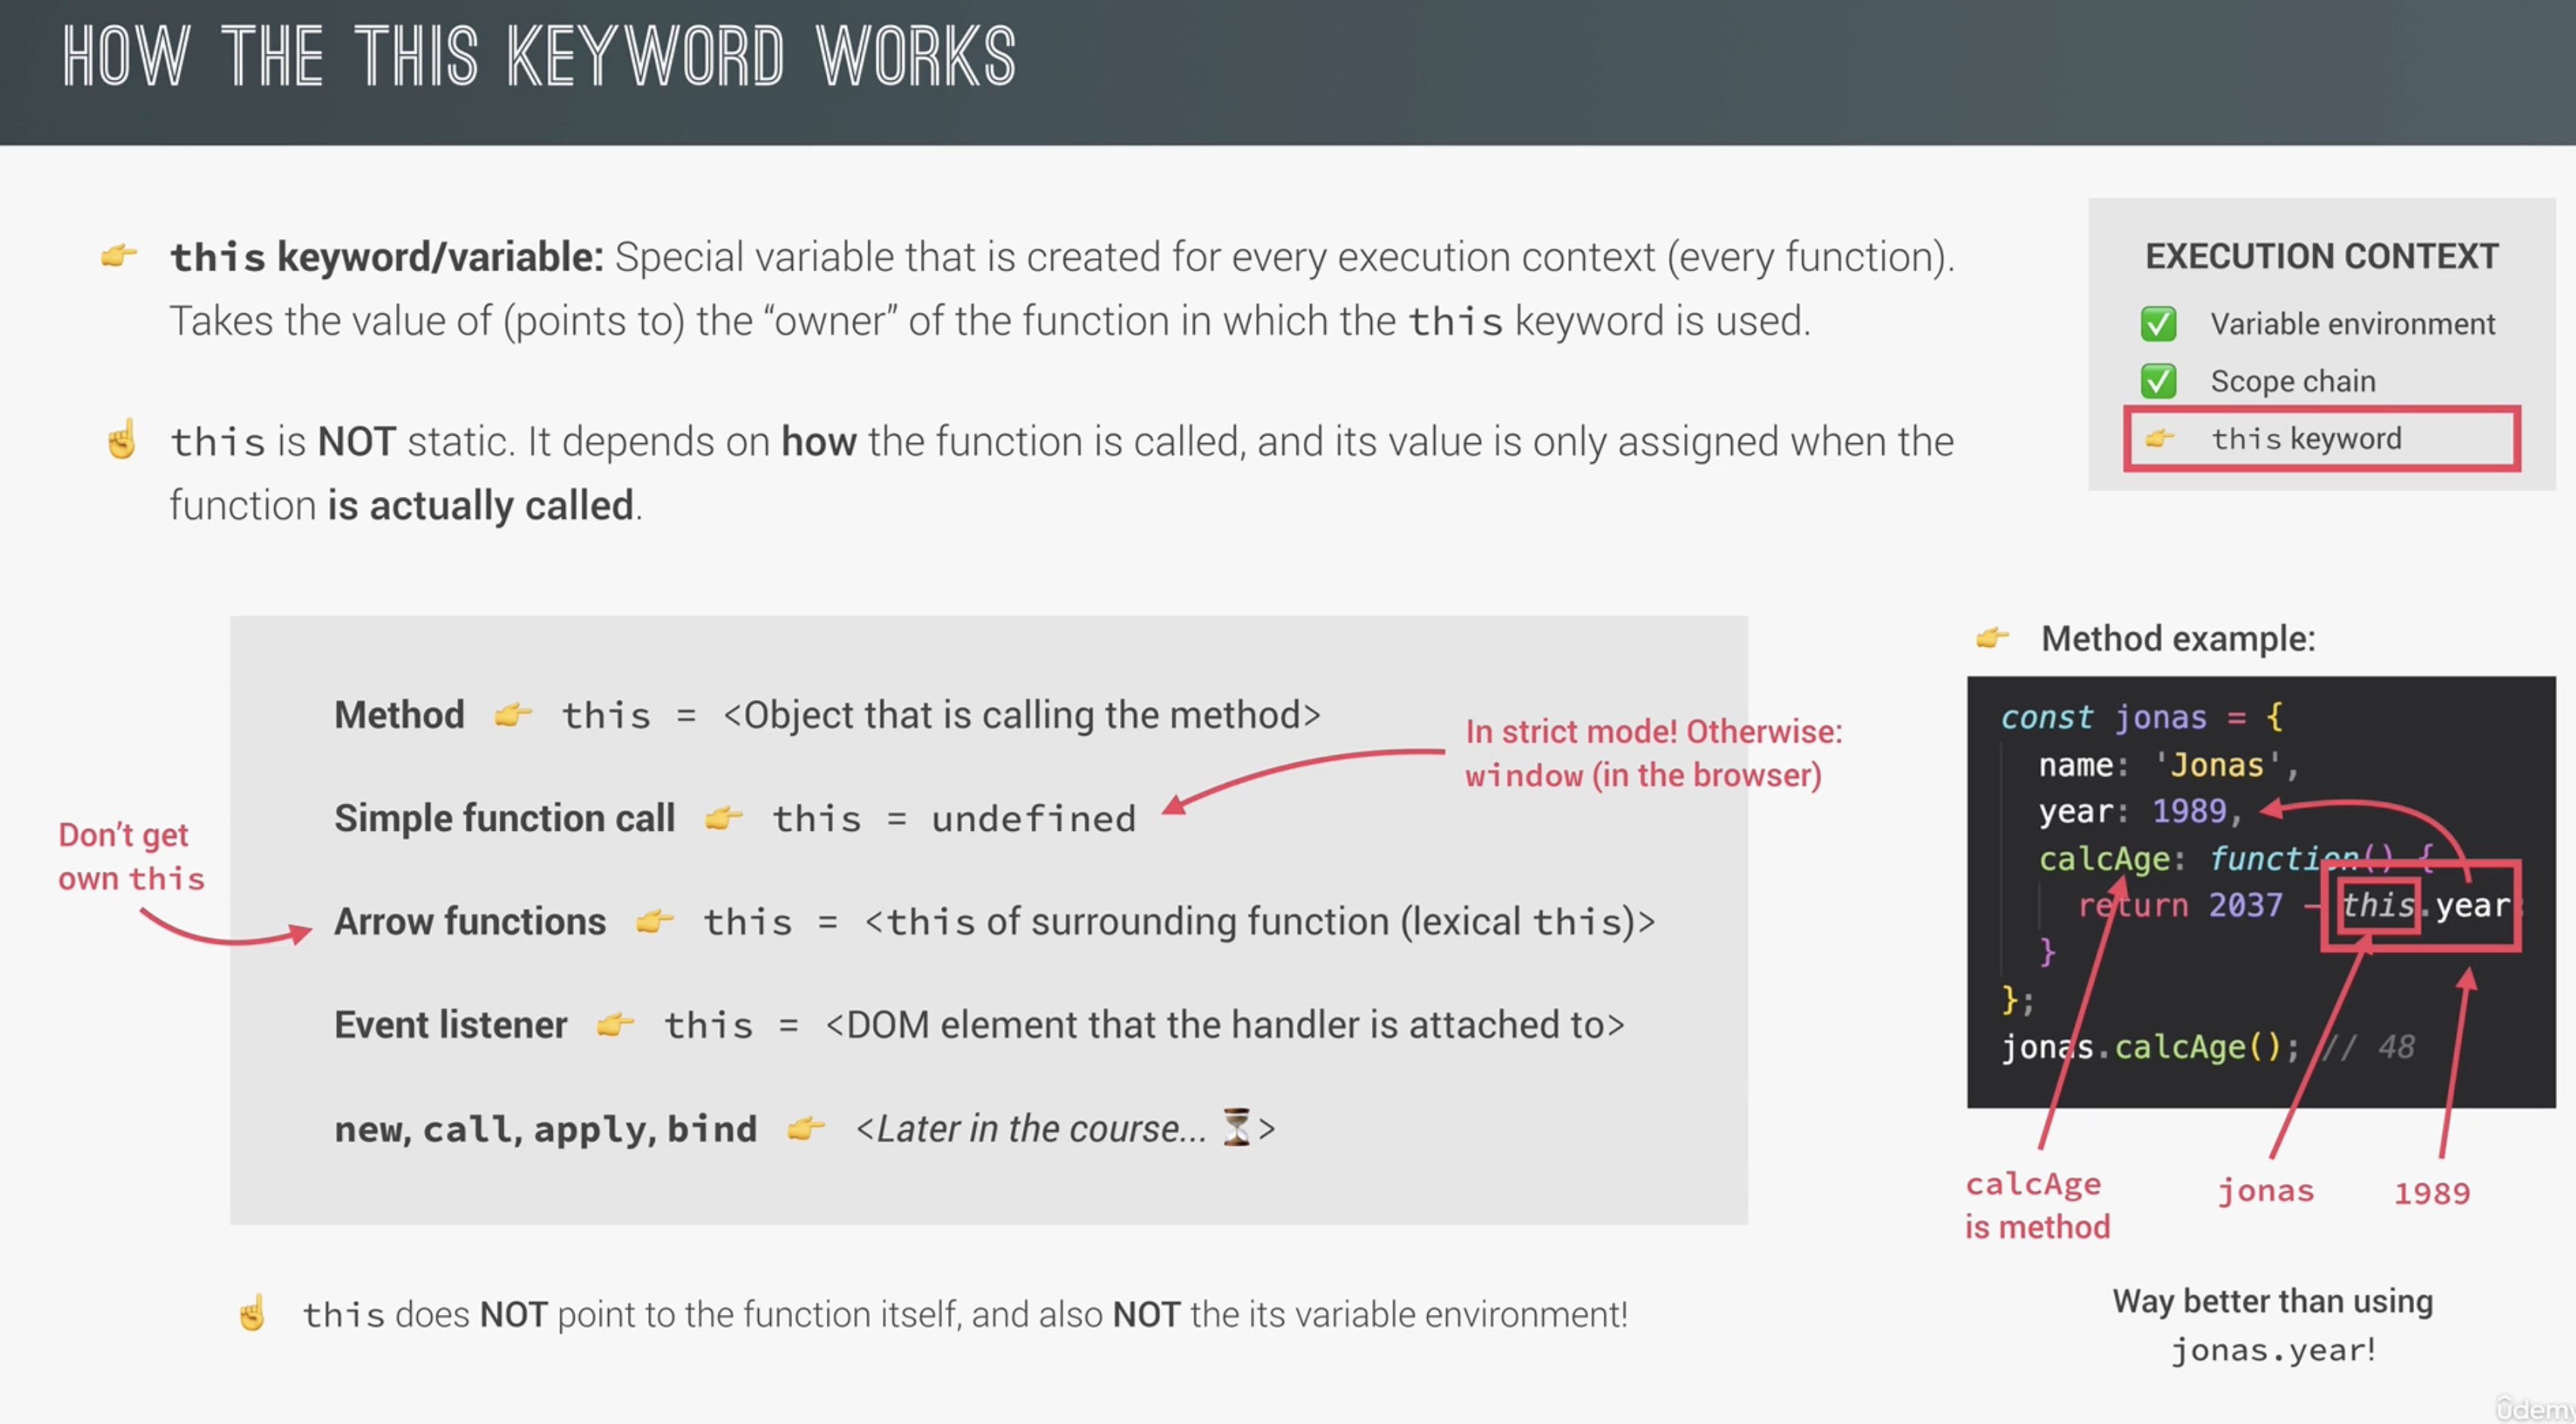 HOW THE THIS KEYWORD WORKS
👉 this keyword/variable: Special variable that is created for every execution context (every function).
Takes the value of (points to) the “owner” of the function in which the this keyword is used.
☝️ this is NOT static. It depends on how the function is called, and its value is only assigned when the
function is actually called.
EXECUTION CONTEXT
✅ Variable environment
✅ Scope chain
👉 this keyword
Method 👉 this = <Object that is calling the method>
In strict mode! Otherwise:
window (in the browser)
Simple function call 👉 this = undefined
Don’t get
own this
Arrow functions 👉 this = <this of surrounding function (lexical this)>
Event listener 👉 this = <DOM element that the handler is attached to>
new, call, apply, bind 👉 <Later in the course... ⏳>
☝️ this does NOT point to the function itself, and also NOT the its variable environment!
👉 Method example:
const jonas = {
name: 'Jonas',
year: 1989,
calcAge: function() {
return 2037 - this.year
}
};
jonas.calcAge(); // 48
calcAge
is method
jonas
1989
Way better than using
jonas.year!
ûdemy